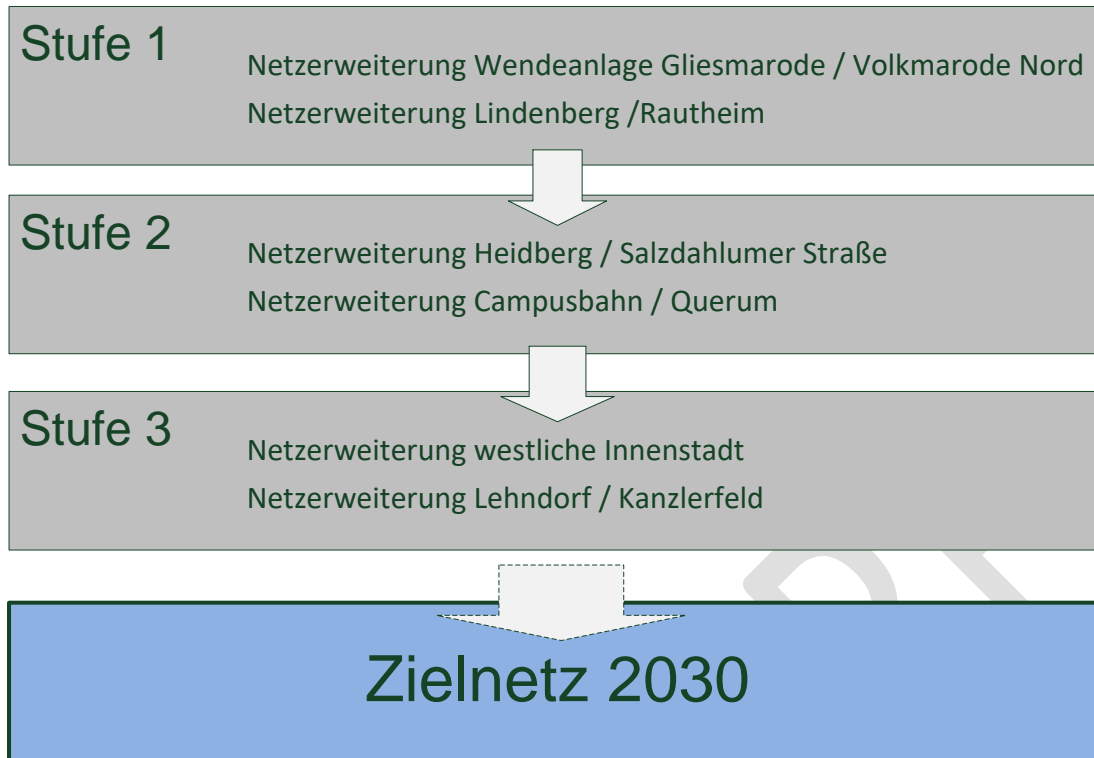 Stufe 1
Netzerweiterung Wendeanlage Gliesmarode / Volkmarode Nord
Netzerweiterung Lindenberg /Rautheim
Stufe 2
Netzerweiterung Heidberg / Salzdahlumer Straße
Netzerweiterung Campusbahn / Querum
Stufe 3
Netzerweiterung westliche Innenstadt
Netzerweiterung Lehndorf / Kanzlerfeld
Zielnetz 2030